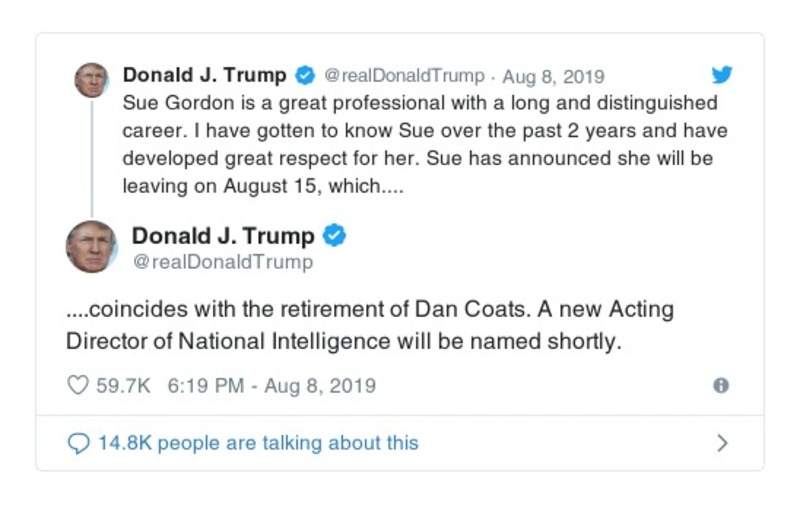 Donald J. Trump @realDonaldTrump · Aug 8, 2019
Sue Gordon is a great professional with a long and distinguished
career. I have gotten to know Sue over the past 2 years and have
developed great respect for her. Sue has announced she will be
leaving on August 15, which....
Donald J. Trump
@realDonaldTrump
....coincides with the retirement of Dan Coats. A new Acting
Director of National Intelligence will be named shortly.
59.7K 6:19 PM - Aug 8, 2019
14.8K people are talking about this